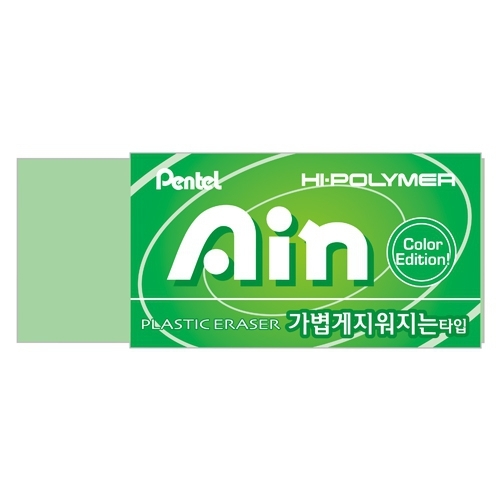 Pentel HI-POLYMER
Ain
Color
Edition!
PLASTIC ERASER 가볍게지워지는타입